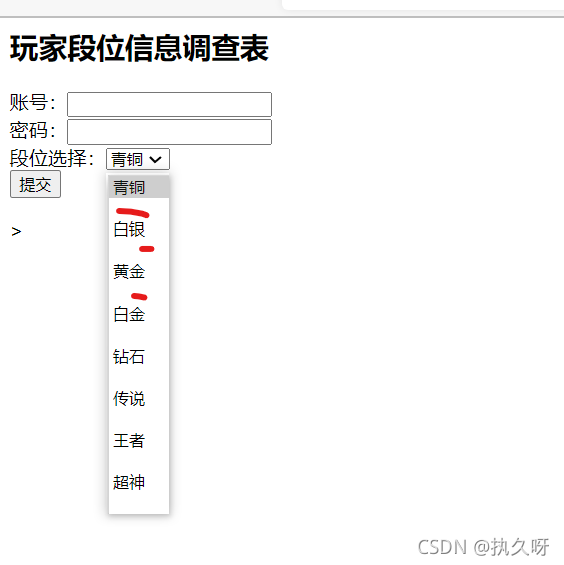 玩家段位信息调查表
账号：
密码：
段位选择：青铜
提交
青铜
>
白银
黄金
白金
钻石
传说
王者
超神
CSDN @执久呀